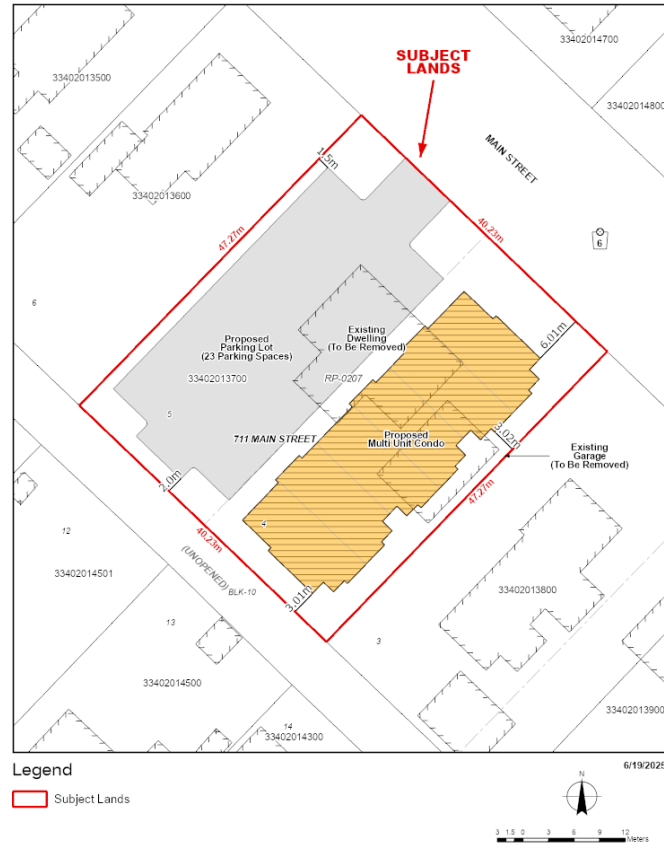 33402014700
33402013500
SUBJECT
LANDS
33402014800
MAIN STREET
1.5m
33402013600
40.23m
47.27m
6
6
6.01m
Existing
Dwelling
(To Be Removed)
Proposed
Parking Lot
(23 Parking Spaces)
33402013700
RP-0207
5
711 MAIN STREET
Proposed
Multi Unit Condo
3.02m
Existing
Garage
(To Be Removed)
2.0m
47.27m
4
40.23m
12
(UNOPENED)
BLK-10
33402014501
3.01m
33402013800
13
3
33402014500
33402013900
14
33402014300
Legend
6/19/2025
Subject Lands
N
3 1.5 0 3 6 9 12
Meters